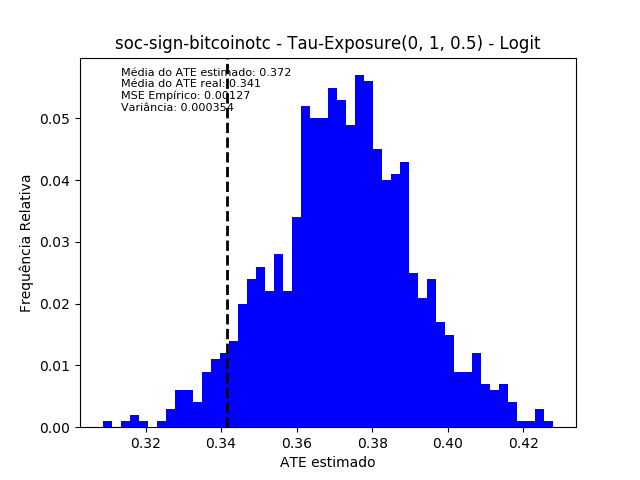 soc-sign-bitcoinotc - Tau-Exposure(0, 1, 0.5) - Logit
Média do ATE estimado: 0.372
Média do ATE real: 0.341
MSE Empírico: 0.00127
Variância: 0.000354
Frequência Relativa
0.05
0.04
0.03
0.02
0.01
0.00
0.32 0.34 0.36 0.38 0.40 0.42
ATE estimado